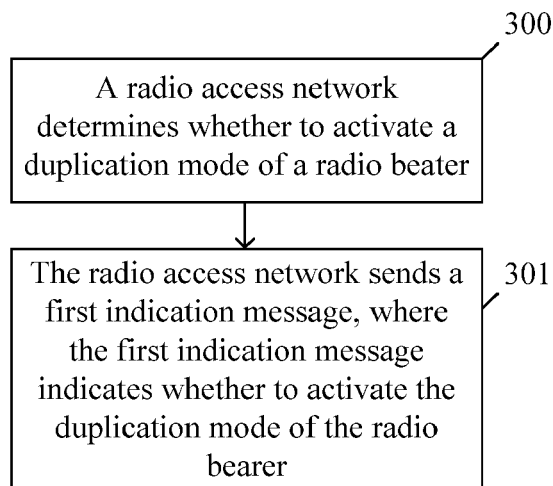 300
A radio access network
determines whether to activate a
duplication mode of a radio beater
301
The radio access network sends a
first indication message, where
the first indication message
indicates whether to activate the
duplication mode of the radio
bearer